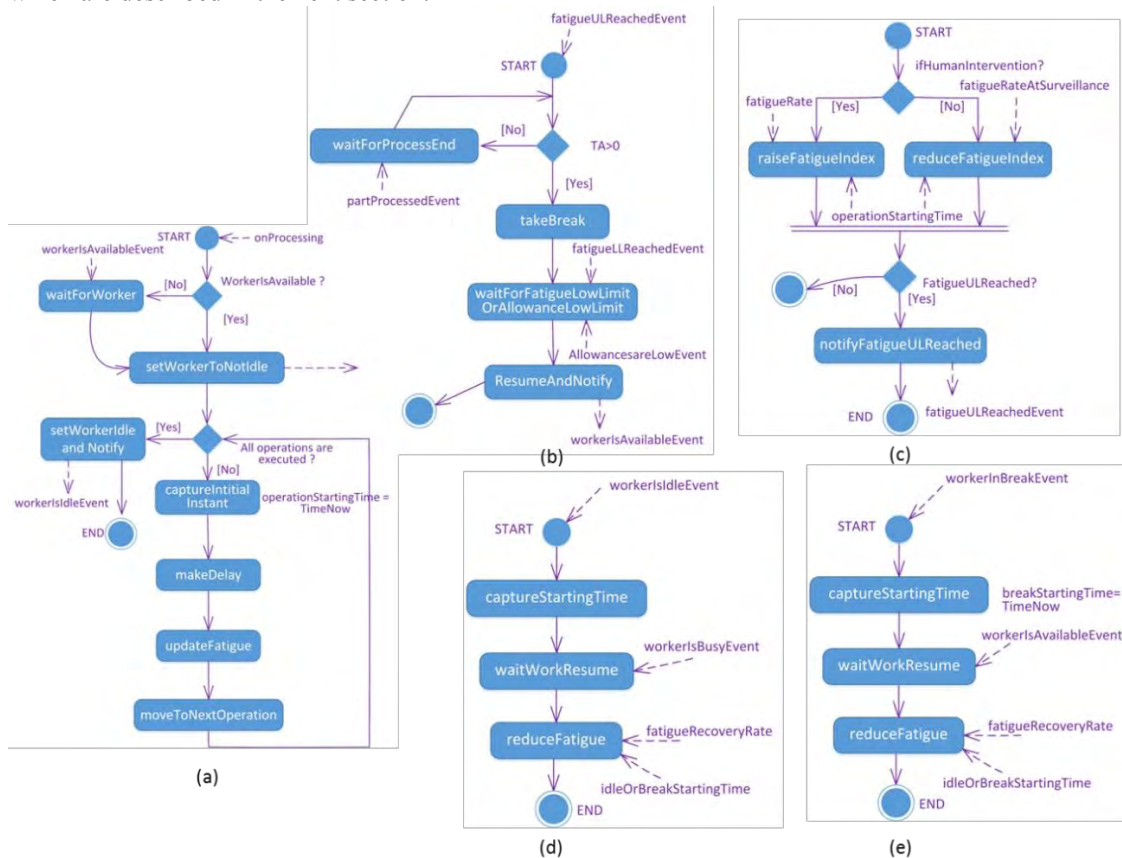 fatigueULReachedEvent
START
[No]
TA>0
waitForProcessEnd
partProcessedEvent
[Yes]
takeBreak
fatigueLLReachedEvent
waitForFatigueLowLimit
OrAllowanceLowLimit
AllowancesareLowEvent
ResumeAndNotify
workerIsAvailableEvent
(b)
START
ifHumanIntervention?
fatigueRateAtSurveillance
fatigueRate
[Yes]
[No]
raiseFatigueIndex
reduceFatigueIndex
operationStartingTime
FatigueULReached?
[No]
[Yes]
notifyFatigueULReached
END
fatigueULReachedEvent
(c)
START
onProcessing
workerIsAvailableEvent
WorkerIsAvailable ?
waitForWorker
[No]
[Yes]
setWorkerToNotIdle
setWorkerIdle
and Notify
[Yes]
All operations are
executed ?
[No]
workerIsIdleEvent
captureIntitial
Instant
operationStartingTime =
TimeNow
END
makeDelay
updateFatigue
moveToNextOperation
(a)
workerIsIdleEvent
START
captureStartingTime
workerIsBusyEvent
waitWorkResume
fatigueRecoveryRate
reduceFatigue
idleOrBreakStartingTime
END
(d)
workerInBreakEvent
START
captureStartingTime
breakStartingTime=
TimeNow
workerIsAvailableEvent
waitWorkResume
fatigueRecoveryRate
reduceFatigue
idleOrBreakStartingTime
END
(e)